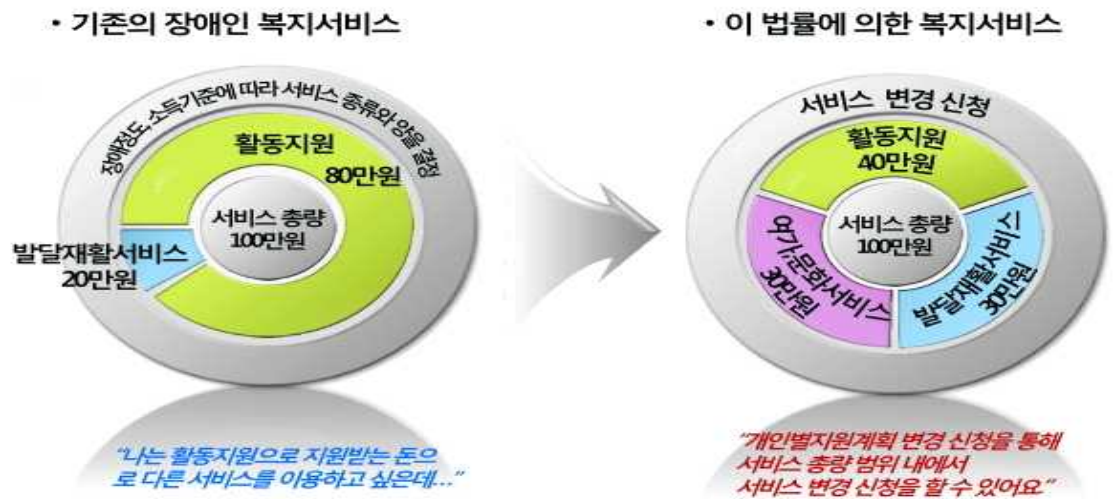 • 기존의 장애인 복지서비스
장애정도, 소득기준에 따라 서비스 종류와 양을 결정
활동지원
80만원
서비스 총량
100만원
발달재활서비스
20만원
"나는 활동지원으로 지원받는 돈으
로 다른 서비스를 이용하고 싶은데..."
• 이 법률에 의한 복지서비스
서비스 변경 신청
활동지원
40만원
서비스 총량
100만원
여가,문화서비스
30만원
발달재활서비스
30만원
"개인별지원계획 변경 신청을 통해
서비스 총량 범위 내에서
서비스 변경 신청을 할 수 있어요"